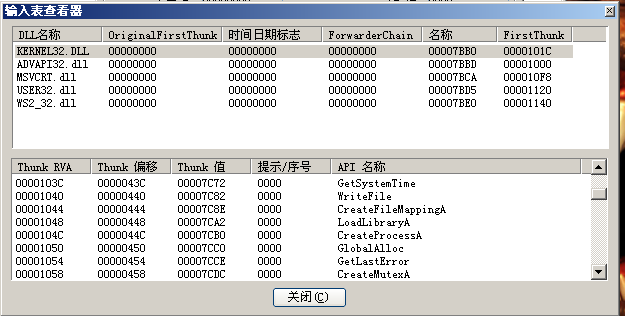 输入表查看器
DLL名称 OriginalFirstThunk 时间日期标志 ForwarderChain 名称 FirstThunk
KERNEL32.DLL 00000000 00000000 00000000 00007BB0 0000101C
ADVAPI32.dll 00000000 00000000 00000000 00007BBD 00001000
MSVCRT.dll 00000000 00000000 00000000 00007BCA 000010F8
USER32.dll 00000000 00000000 00000000 00007BD5 00001120
WS2_32.dll 00000000 00000000 00000000 00007BE0 00001140
Thunk RVA Thunk 偏移 Thunk 值 提示/序号 API 名称
0000103C 0000043C 00007C72 0000 GetSystemTime
00001040 00000440 00007C82 0000 WriteFile
00001044 00000444 00007C8E 0000 CreateFileMappingA
00001048 00000448 00007CA2 0000 LoadLibraryA
0000104C 0000044C 00007CB0 0000 CreateProcessA
00001050 00000450 00007CC0 0000 GlobalAlloc
00001054 00000454 00007CCE 0000 GetLastError
00001058 00000458 00007CDC 0000 CreateMutexA
关闭(C)